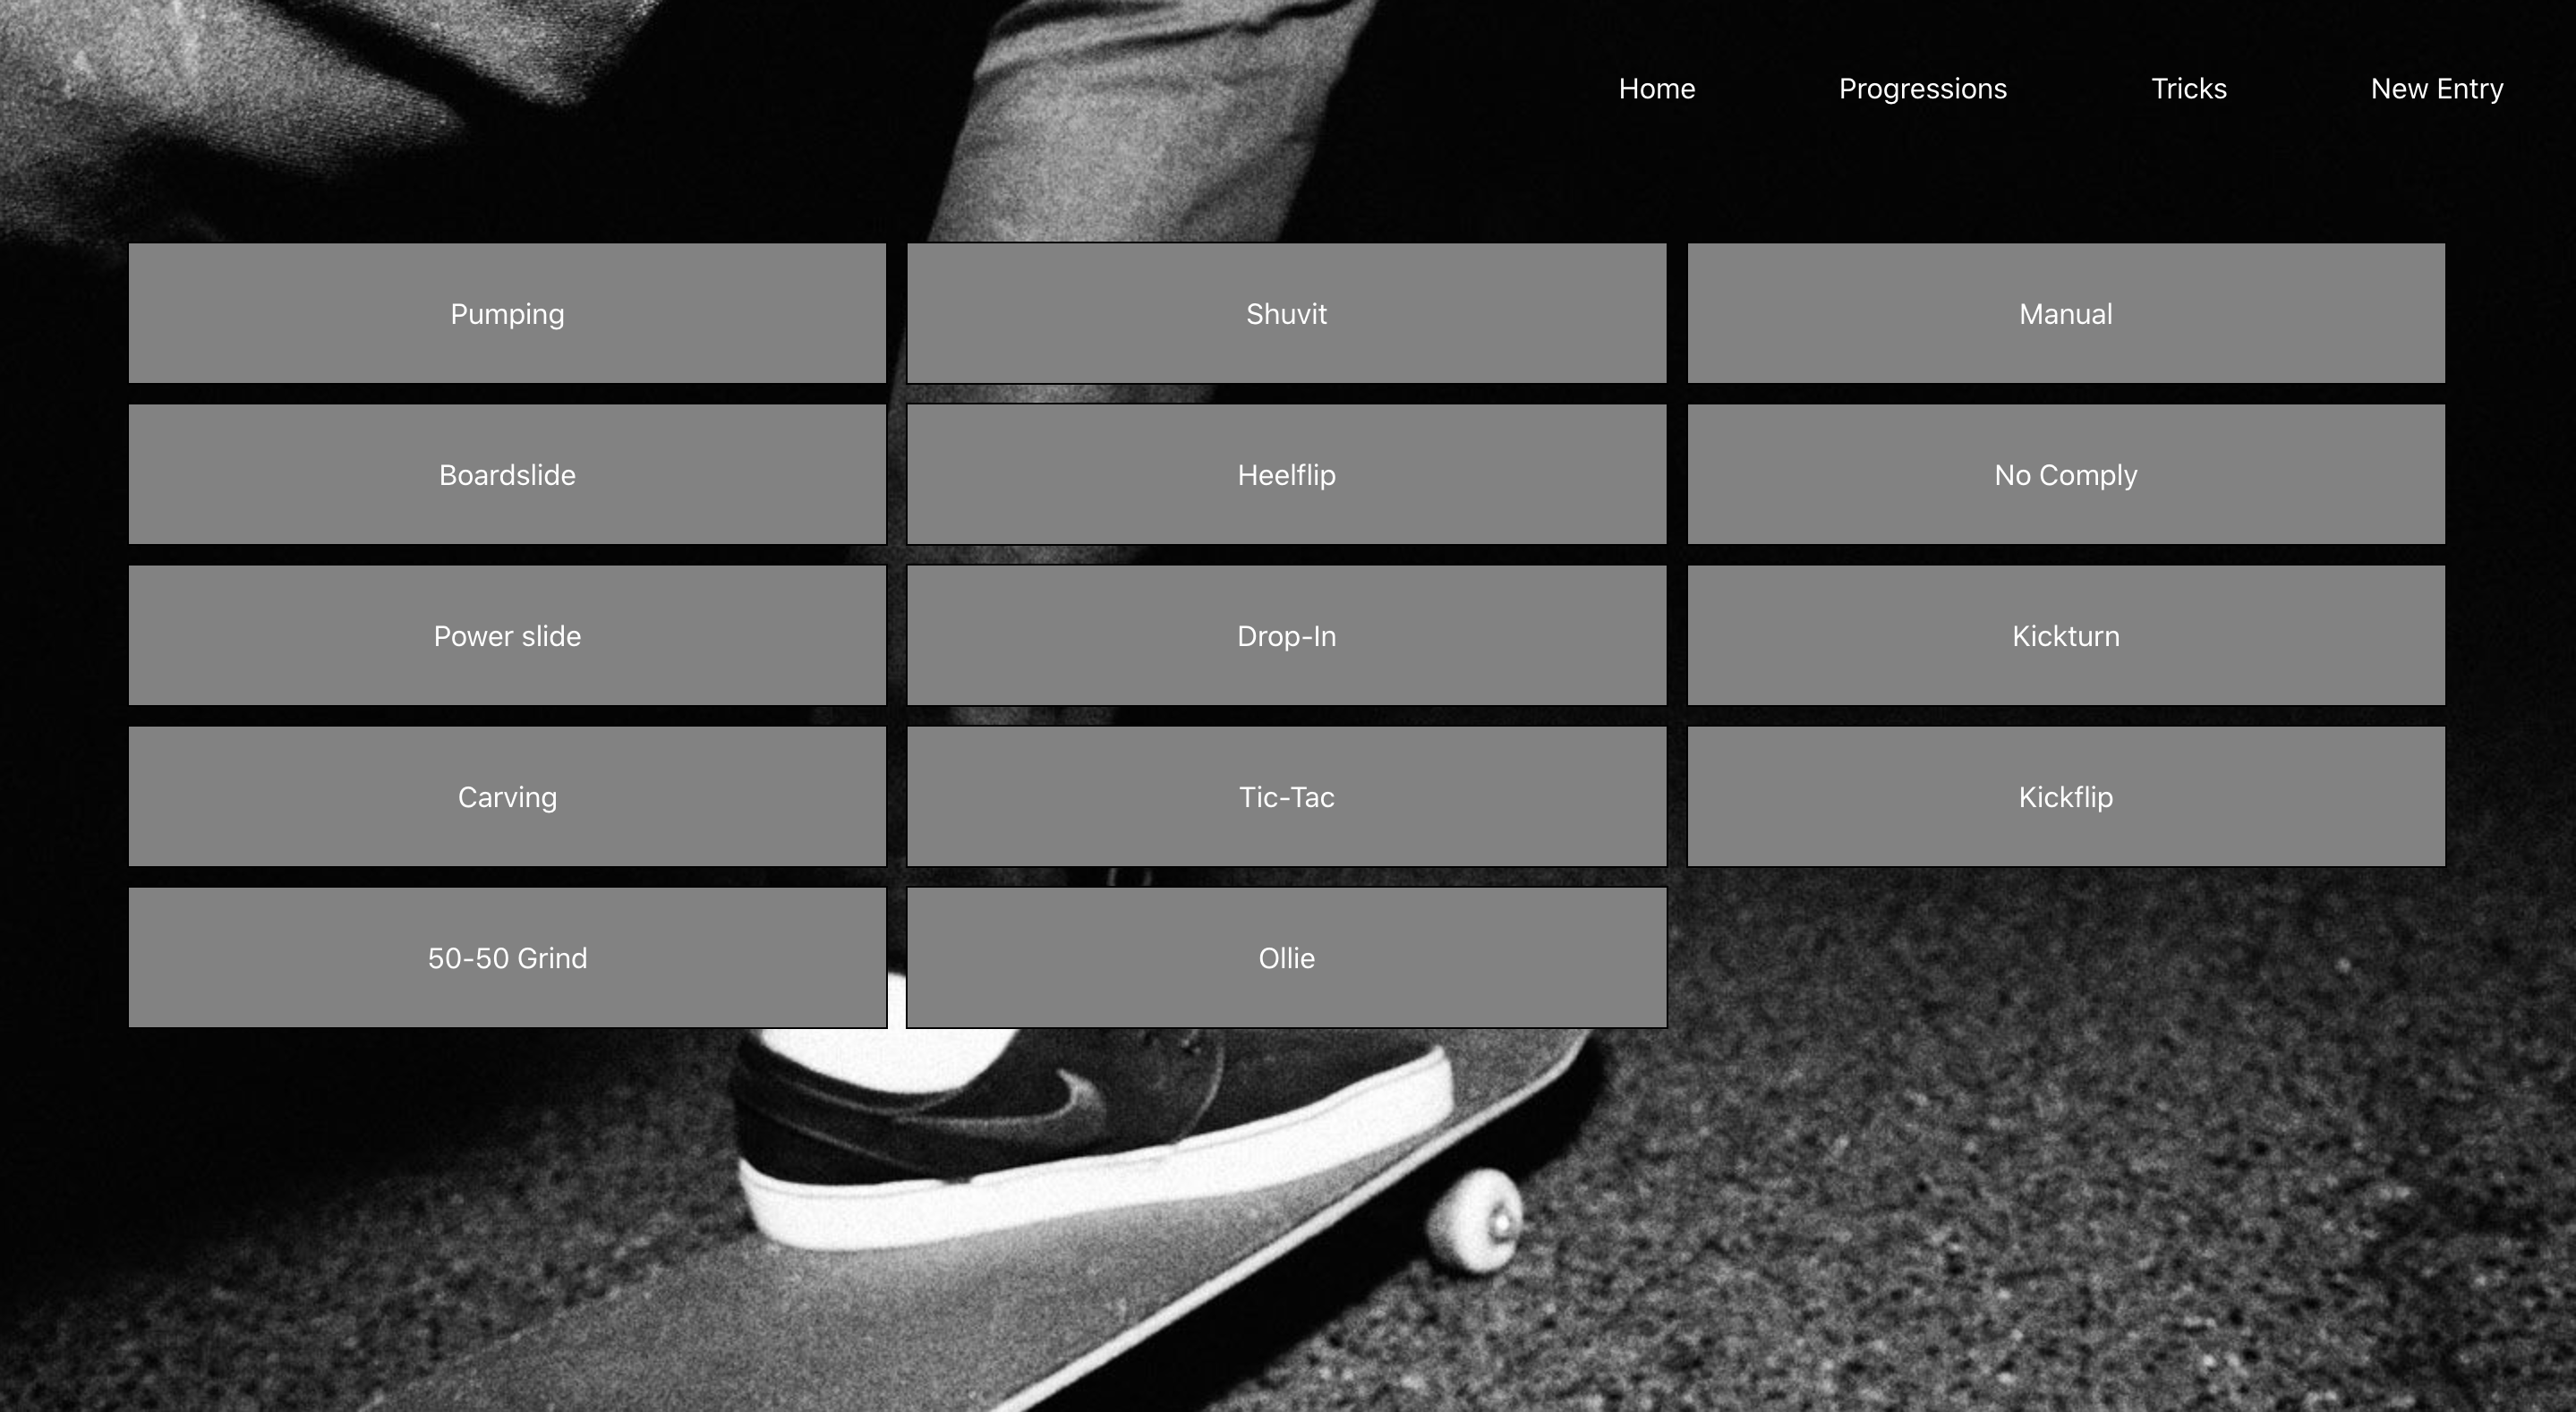 Home Progressions Tricks New Entry
Pumping Shuvit Manual
Boardslide Heelflip No Comply
Power slide Drop-In Kickturn
Carving Tic-Tac Kickflip
50-50 Grind Ollie